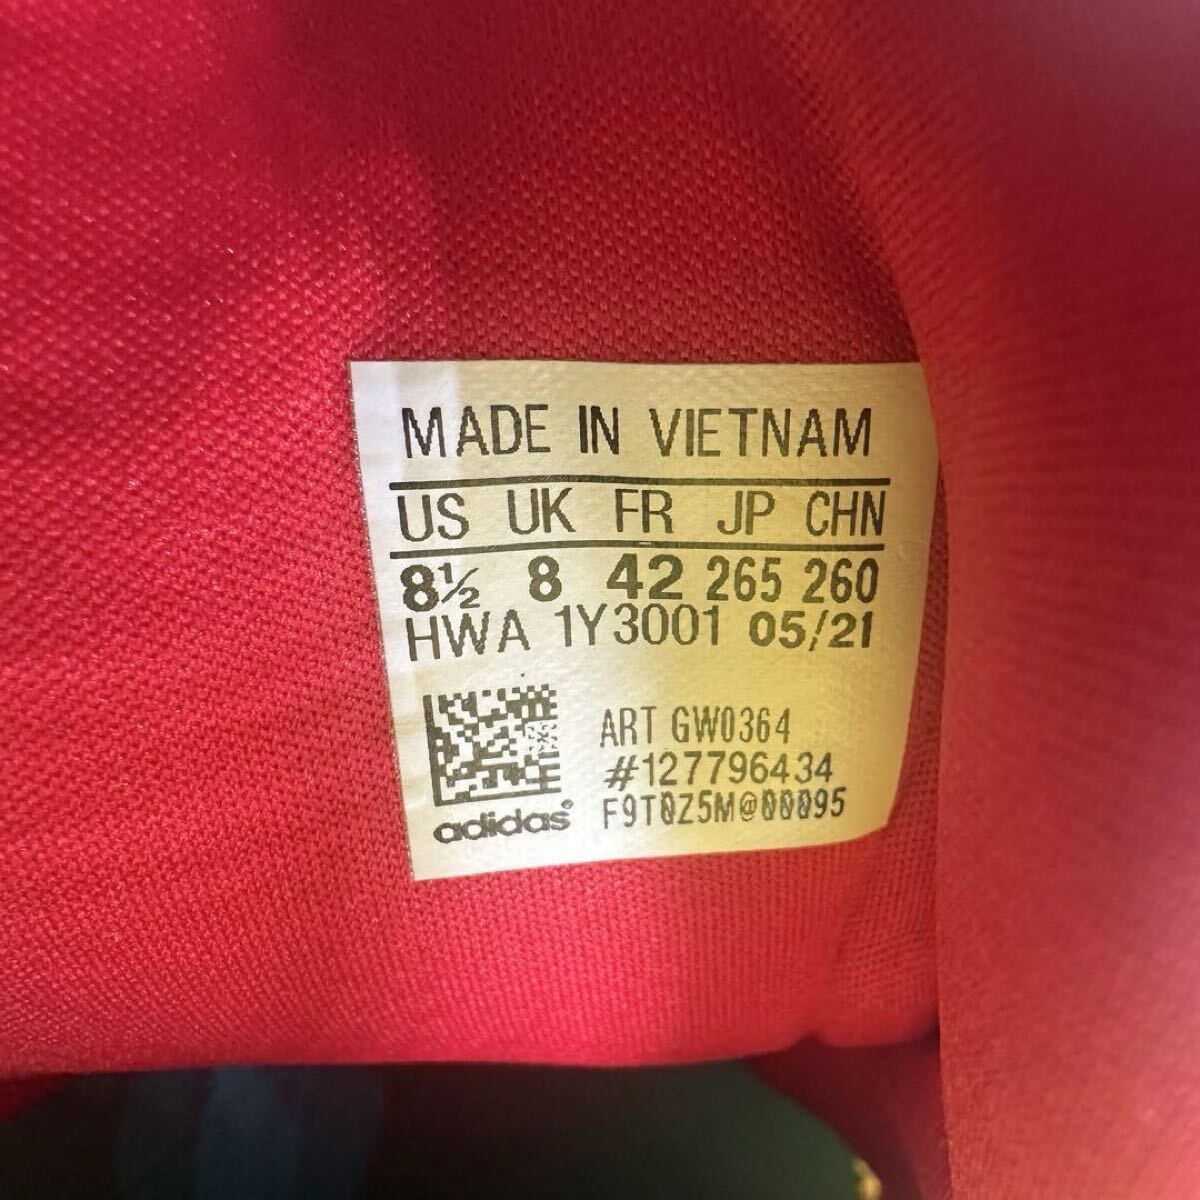 MADE IN VIETNAM
US UK FR JP CHN
8½ 8 42 265 260
HWA 1Y3001 05/21
ART GW0364
#127796434
F9T0Z5M@00095
adidas®